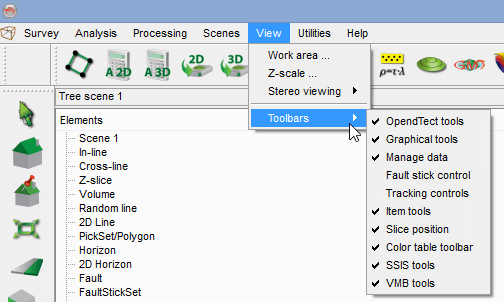 Survey Analysis Processing Scenes View Utilities Help
A 2D A 3D 2D 3D ρ=τ·λ
Work area ...
Z-scale ...
Stereo viewing
Toolbars
OpendTect tools
Graphical tools
Manage data
Fault stick control
Tracking controls
Item tools
Slice position
Color table toolbar
SSIS tools
VMB tools
Tree scene 1
Elements
Scene 1
In-line
Cross-line
Z-slice
Volume
Random line
2D Line
PickSet/Polygon
Horizon
2D Horizon
Fault
FaultStickSet